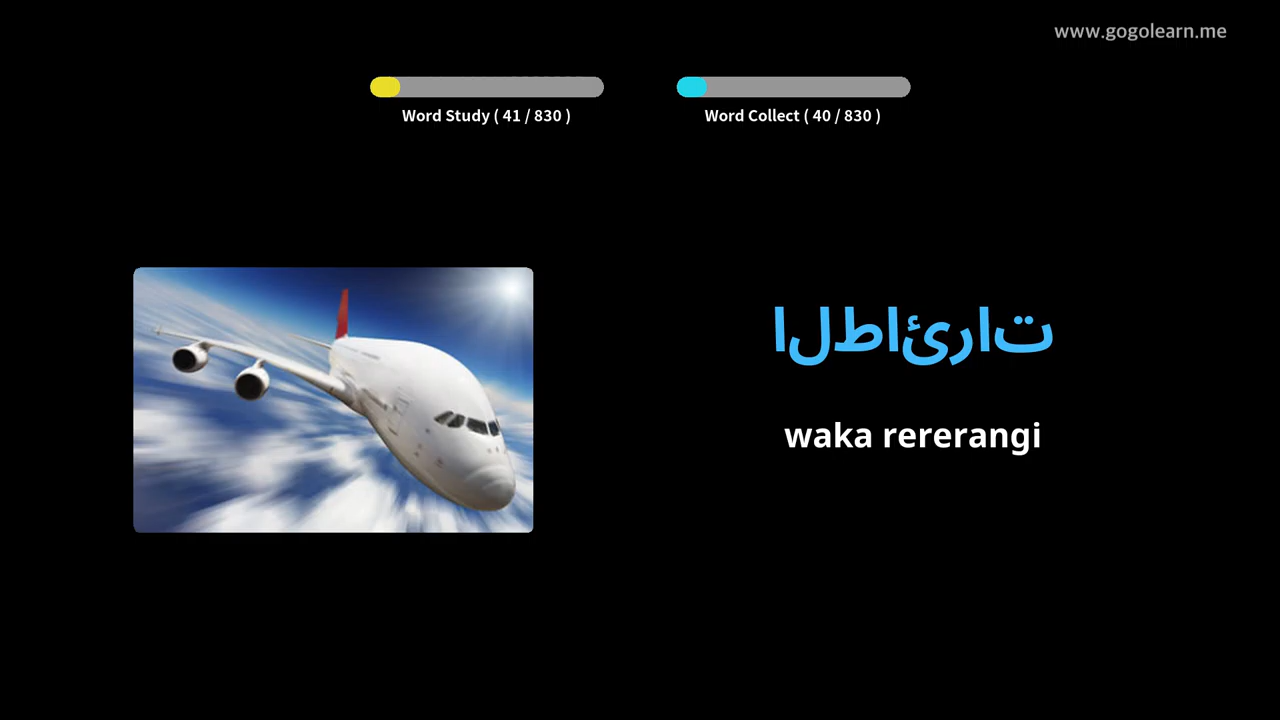 www.gogolearn.me
Word Study ( 41 / 830 )
Word Collect ( 40 / 830 )
الطائرات
waka rererangi